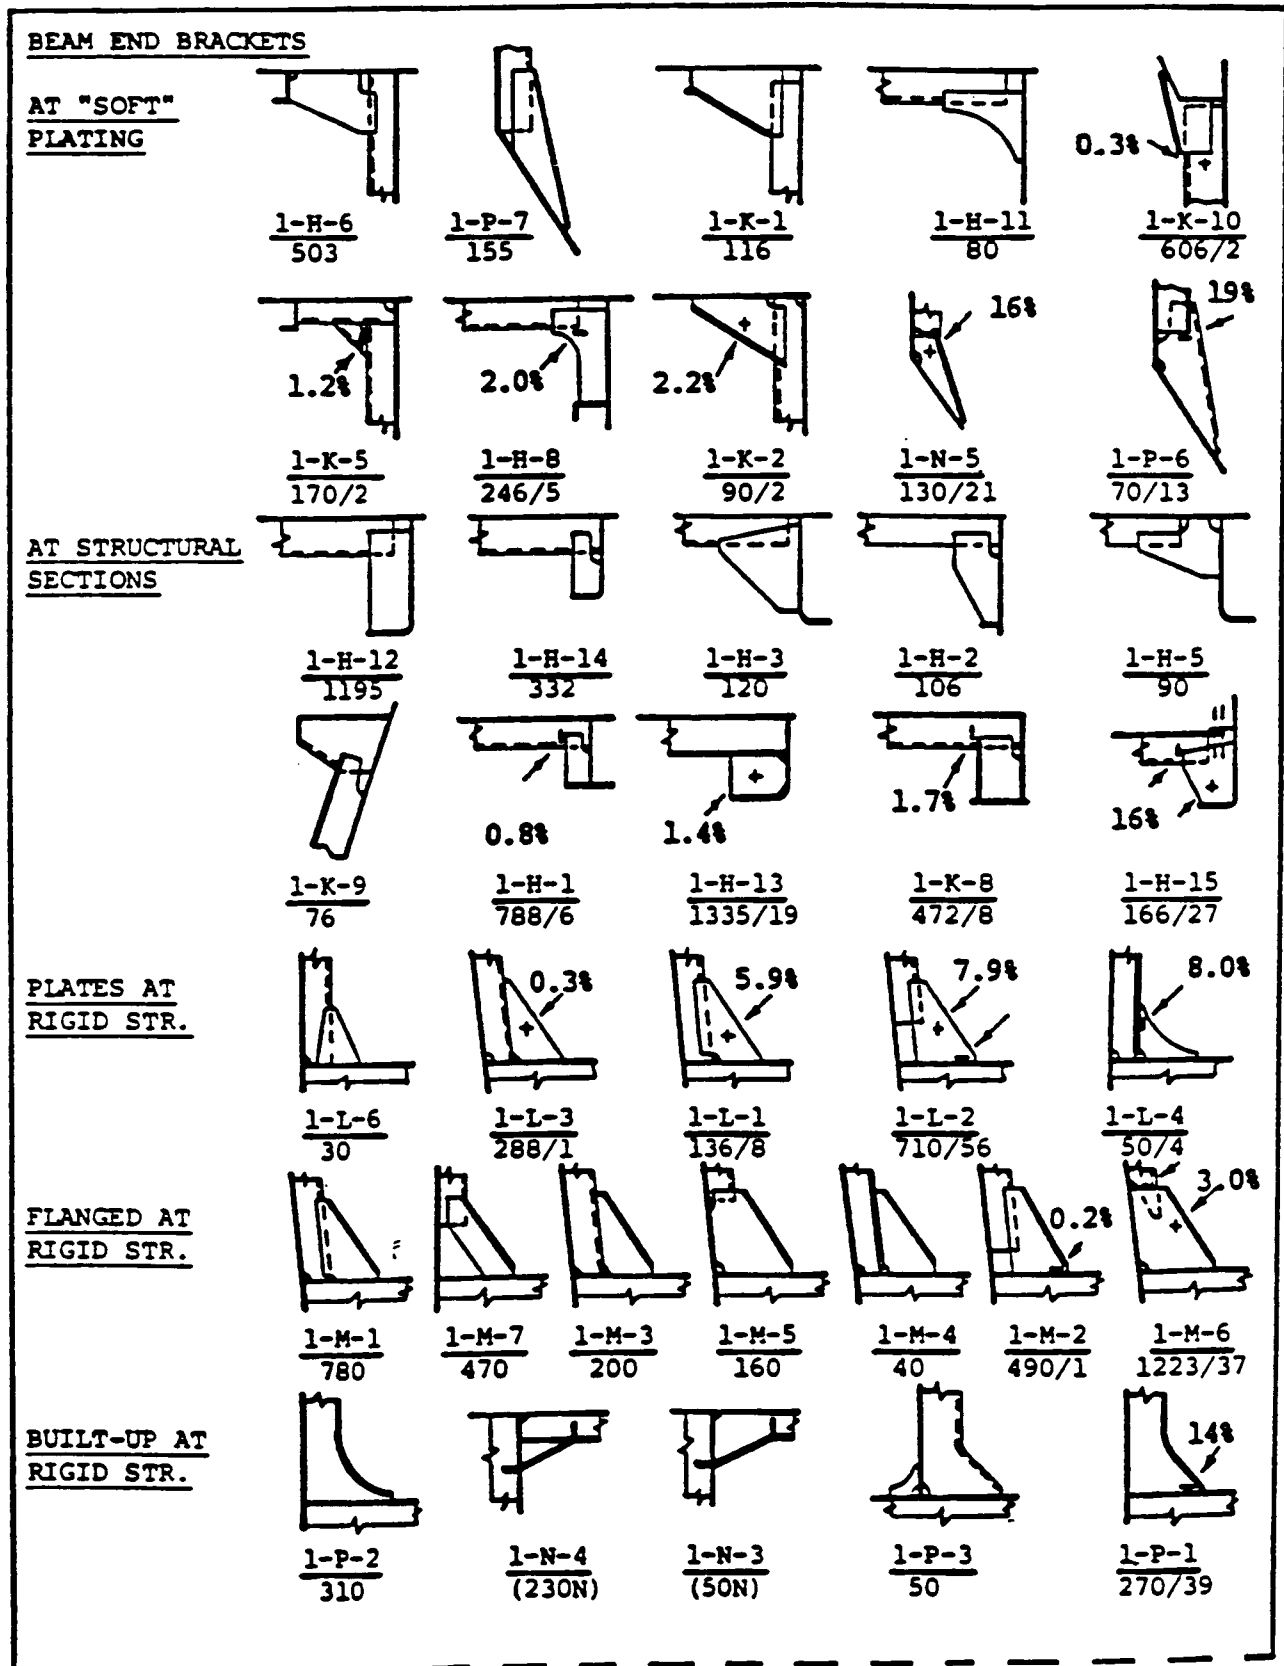 BEAM END BRACKETS
AT "SOFT"
PLATING
0.3%
1-H-6 1-P-7 1-K-1 1-H-11 1-K-10
503 155 116 80 606/2
1.2% 2.0% 2.2% 16% 19%
1-K-5 1-H-8 1-K-2 1-N-5 1-P-6
170/2 246/5 90/2 130/21 70/13
AT STRUCTURAL
SECTIONS
1-H-12 1-H-14 1-H-3 1-H-2 1-H-5
1195 332 120 106 90
0.8% 1.4% 1.7% 16%
1-K-9 1-H-1 1-H-13 1-K-8 1-H-15
76 788/6 1335/19 472/8 166/27
PLATES AT
RIGID STR.
0.3% 5.9% 7.9% 8.0%
1-L-6 1-L-3 1-L-1 1-L-2 1-L-4
30 288/1 136/8 710/56 50/4
FLANGED AT
RIGID STR.
0.2% 3.0%
1-M-1 1-M-7 1-M-3 1-M-5 1-M-4 1-M-2 1-M-6
780 470 200 160 40 490/1 1223/37
BUILT-UP AT
RIGID STR.
14%
1-P-2 1-N-4 1-N-3 1-P-3 1-P-1
310 (230N) (50N) 50 270/39